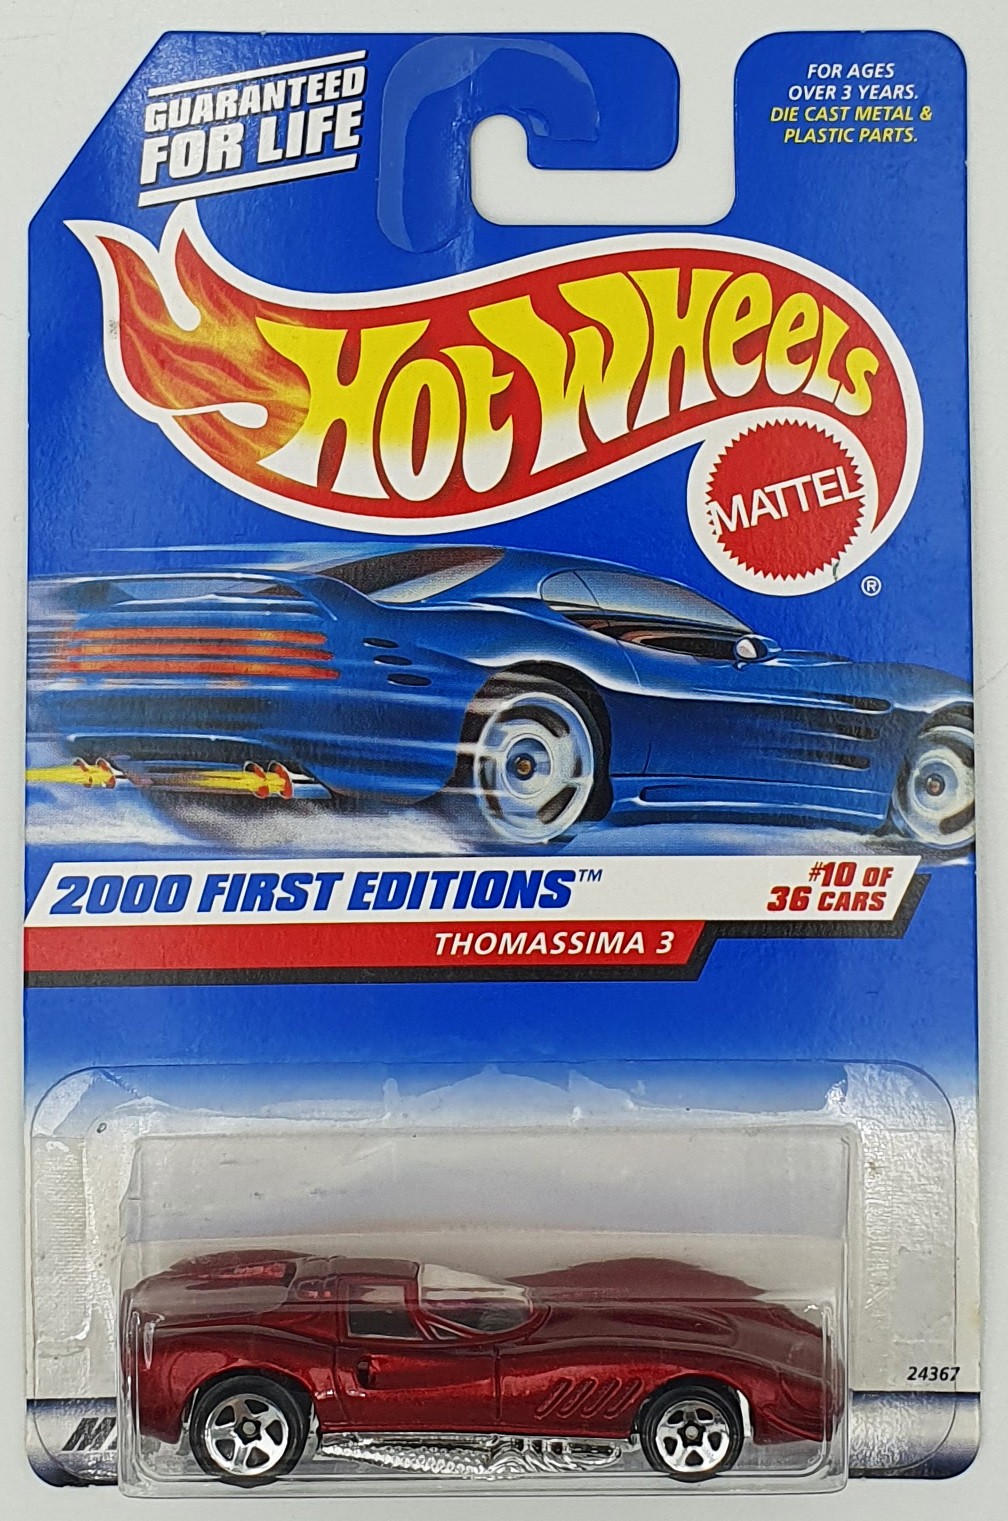 GUARANTEED
FOR LIFE
FOR AGES
OVER 3 YEARS.
DIE CAST METAL &
PLASTIC PARTS.
HOT WHEELS
MATTEL
®
2000 FIRST EDITIONS™
#10 OF
36 CARS
THOMASSIMA 3
24367